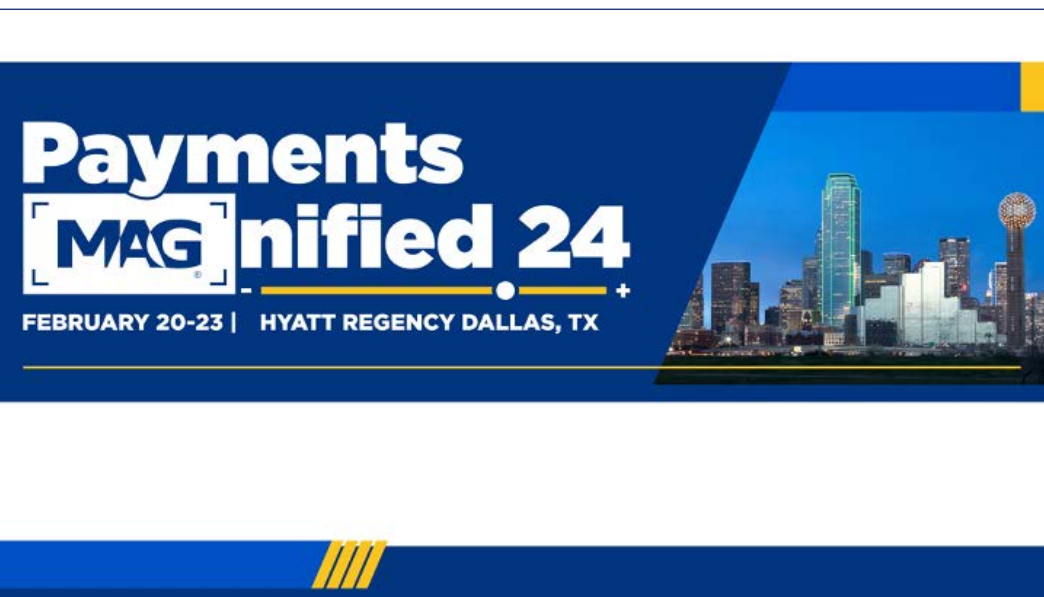 Payments
MAG® nified 24
- +
FEBRUARY 20-23 | HYATT REGENCY DALLAS, TX